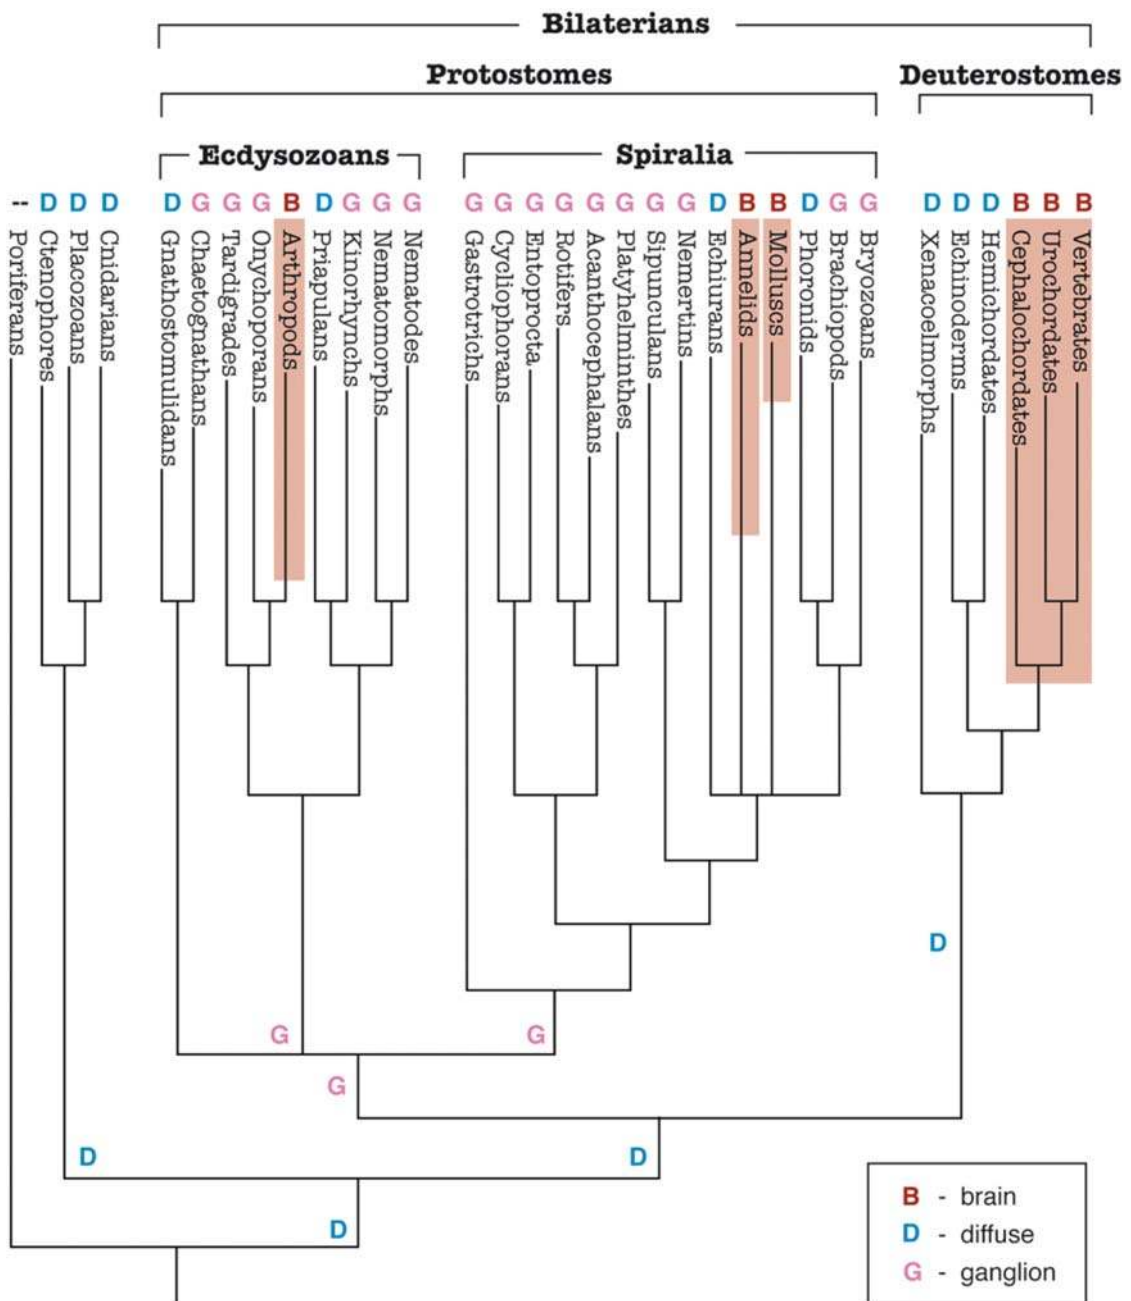 Bilaterians
Protostomes
Deuterostomes
Ecdysozoans
Spiralia
-- D D D D G G G B D G G G G G G G G G G G D B B D G G D D D B B B
Poriferans
Ctenophores
Placozoans
Cnidarians
Gnathostomulidans
Chaetognathans
Tardigrades
Onychoporans
Arthropods
Priapulans
Kinorhynchs
Nematomorphs
Nematodes
Gastrotrichs
Cycliophorans
Entoprocta
Rotifers
Acanthocephalans
Platyhelminthes
Sipunculans
Nemertins
Echiurans
Annelids
Molluscs
Phoronids
Brachiopods
Bryozoans
Xenacoelmorphs
Echinoderms
Hemichordates
Cephalochordates
Urochordates
Vertebrates
D
G
G
G
D
D
D
B - brain
D - diffuse
G - ganglion